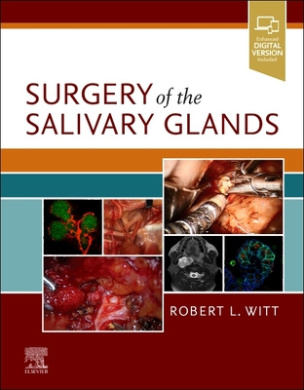 Enhanced
DIGITAL
VERSION
Included
SURGERY of the
SALIVARY GLANDS
ROBERT L. WITT
ELSEVIER